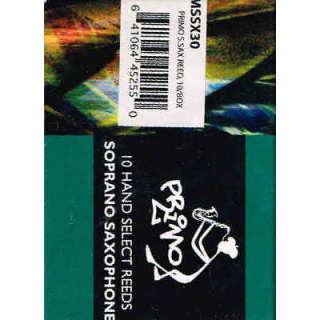 MSSX30
PRIMO S.SAX REED, 10/BOX
6 41064 45255 0
PRiMO
10 HAND SELECT REEDS
SOPRANO SAXOPHONE